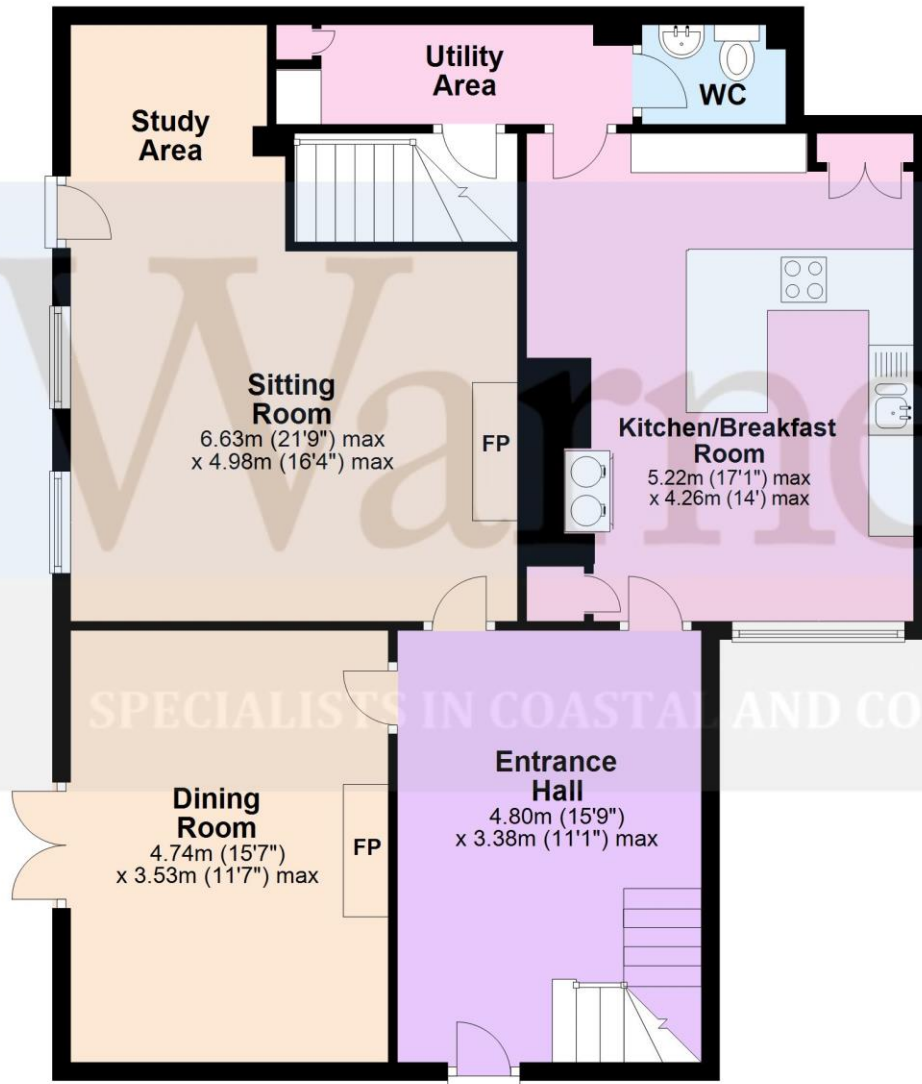 Utility
Area
WC
Study
Area
Sitting
Room
6.63m (21'9") max
x 4.98m (16'4") max
FP
Kitchen/Breakfast
Room
5.22m (17'1") max
x 4.26m (14') max
Warne
SPECIALISTS IN COASTAL AND CO
Entrance
Hall
4.80m (15'9")
x 3.38m (11'1") max
Dining
Room
4.74m (15'7")
x 3.53m (11'7") max
FP